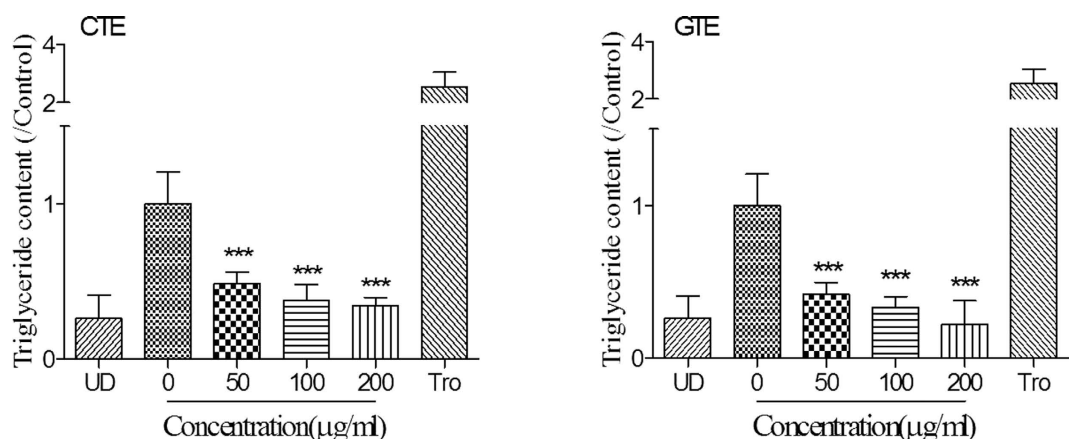 CTE
Triglyceride content (/Control)
4
2
1
0
***
***
***
UD 0 50 100 200 Tro
Concentration(μg/ml)
GTE
Triglyceride content (/Control)
4
2
1
0
***
***
***
UD 0 50 100 200 Tro
Concentration(μg/ml)